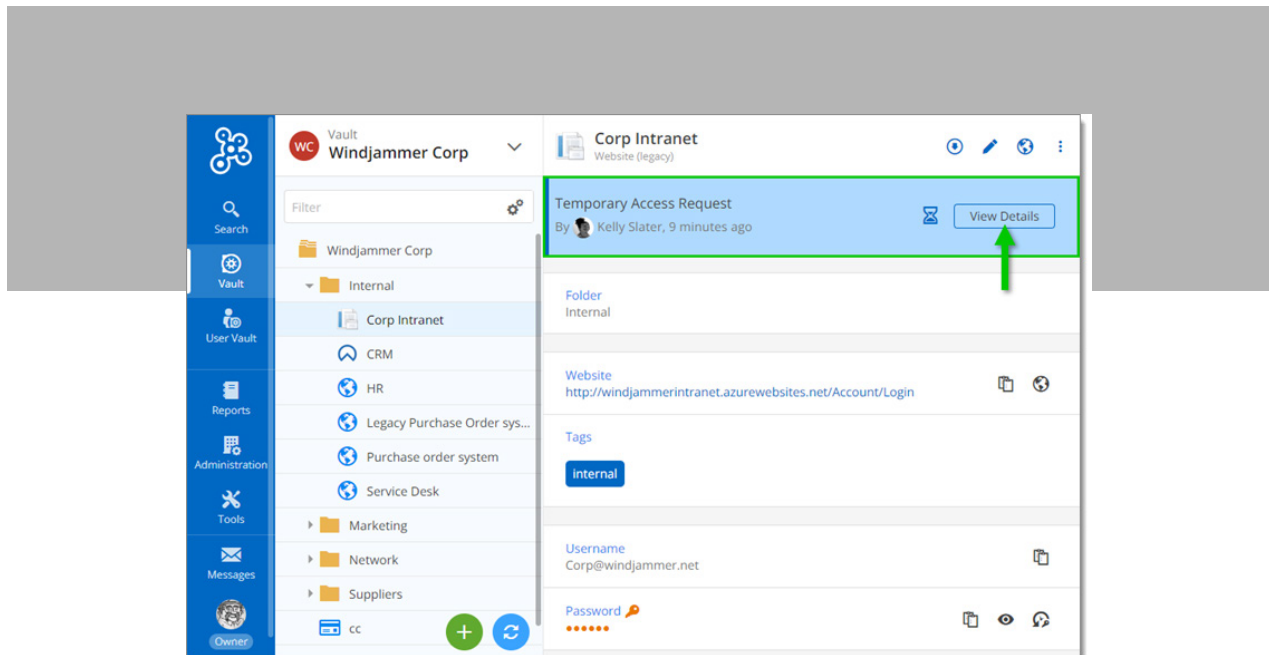 Search
Vault
User Vault
Reports
Administration
Tools
Messages
Owner
WC
Vault
Windjammer Corp
Filter
Windjammer Corp
Internal
Corp Intranet
CRM
HR
Legacy Purchase Order sys...
Purchase order system
Service Desk
Marketing
Network
Suppliers
cc
Corp Intranet
Website (legacy)
Temporary Access Request
By Kelly Slater, 9 minutes ago
View Details
Folder
Internal
Website
http://windjammerintranet.azurewebsites.net/Account/Login
Tags
internal
Username
Corp@windjammer.net
Password
••••••